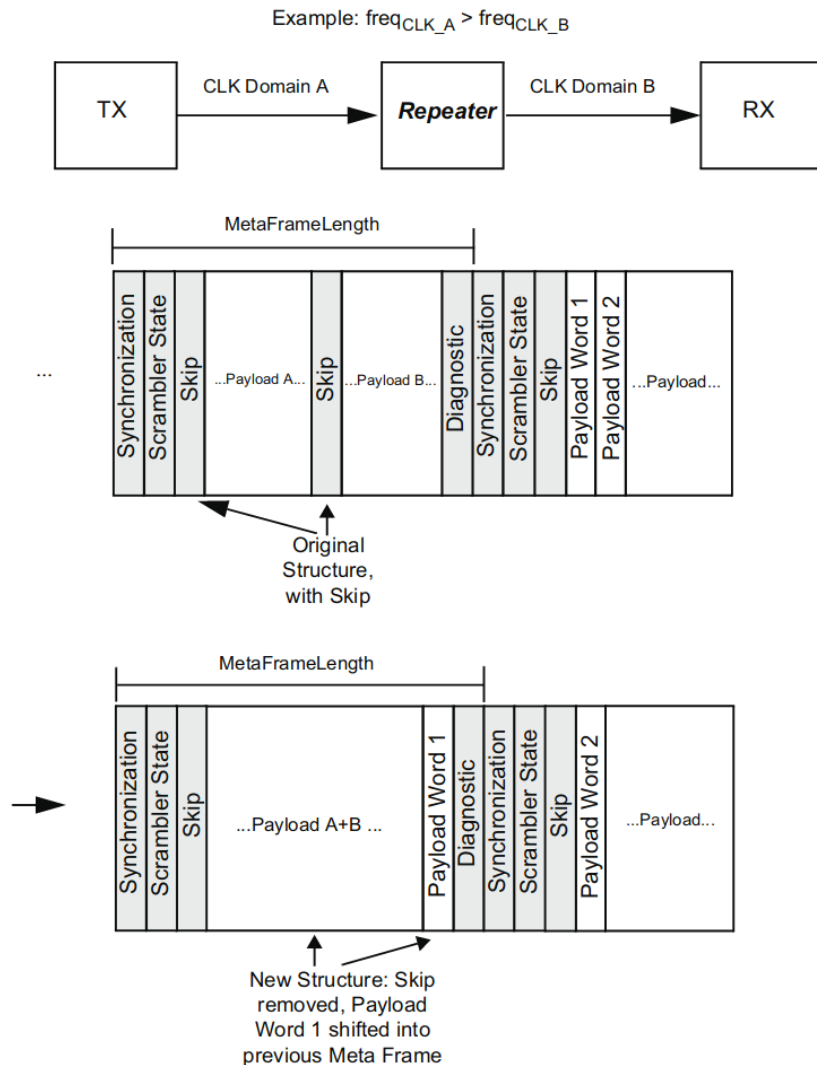 Example: freqCLK_A > freqCLK_B
TX
CLK Domain A
Repeater
CLK Domain B
RX
MetaFrameLength
...
Synchronization
Scrambler State
Skip
...Payload A...
Skip
...Payload B...
Diagnostic
Synchronization
Scrambler State
Skip
Payload Word 1
Payload Word 2
...Payload...
Original
Structure,
with Skip
MetaFrameLength
Synchronization
Scrambler State
Skip
...Payload A+B ...
Payload Word 1
Diagnostic
Synchronization
Scrambler State
Skip
Payload Word 2
...Payload...
New Structure: Skip
removed, Payload
Word 1 shifted into
previous Meta Frame